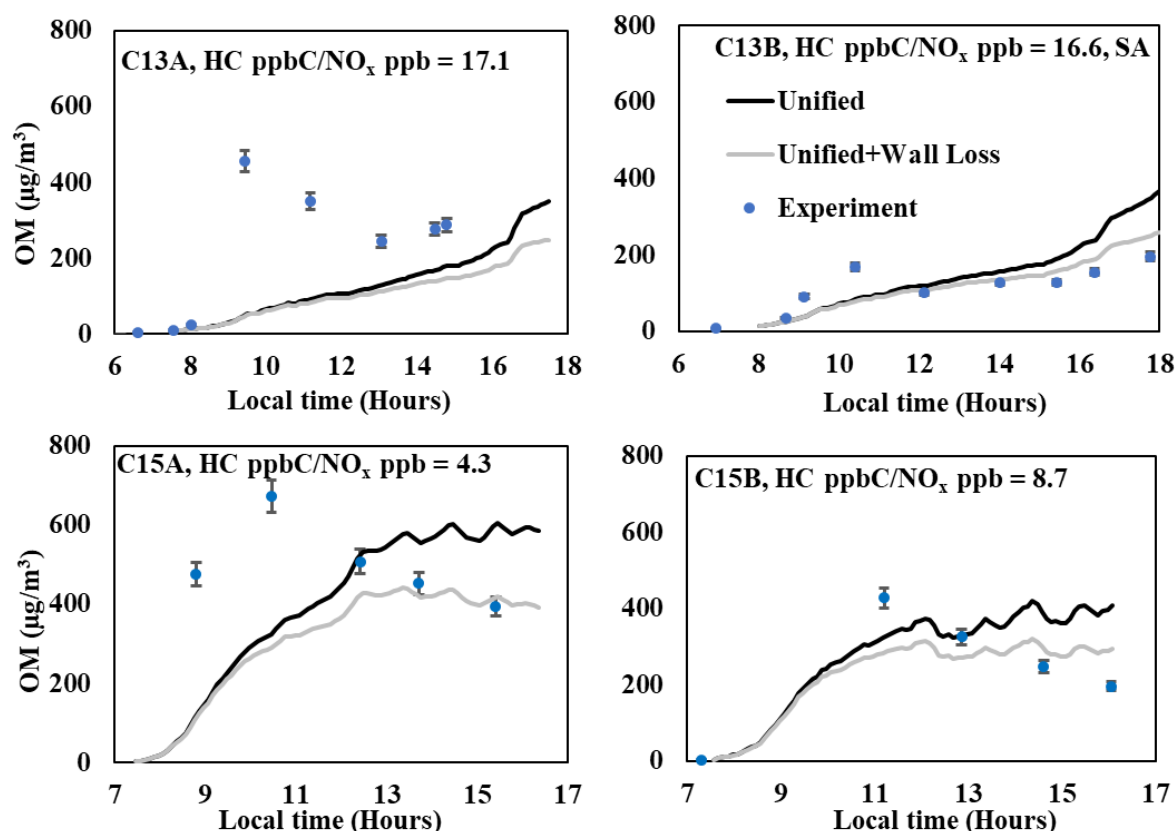 C13A, HC ppbC/NOx ppb = 17.1
OM (µg/m³)
800
600
400
200
0
6 8 10 12 14 16 18
Local time (Hours)
C13B, HC ppbC/NOx ppb = 16.6, SA
Unified
Unified+Wall Loss
Experiment
800
600
400
200
0
6 8 10 12 14 16 18
Local time (Hours)
C15A, HC ppbC/NOx ppb = 4.3
OM (µg/m³)
800
600
400
200
0
7 9 11 13 15 17
Local time (Hours)
C15B, HC ppbC/NOx ppb = 8.7
800
600
400
200
0
7 9 11 13 15 17
Local time (Hours)